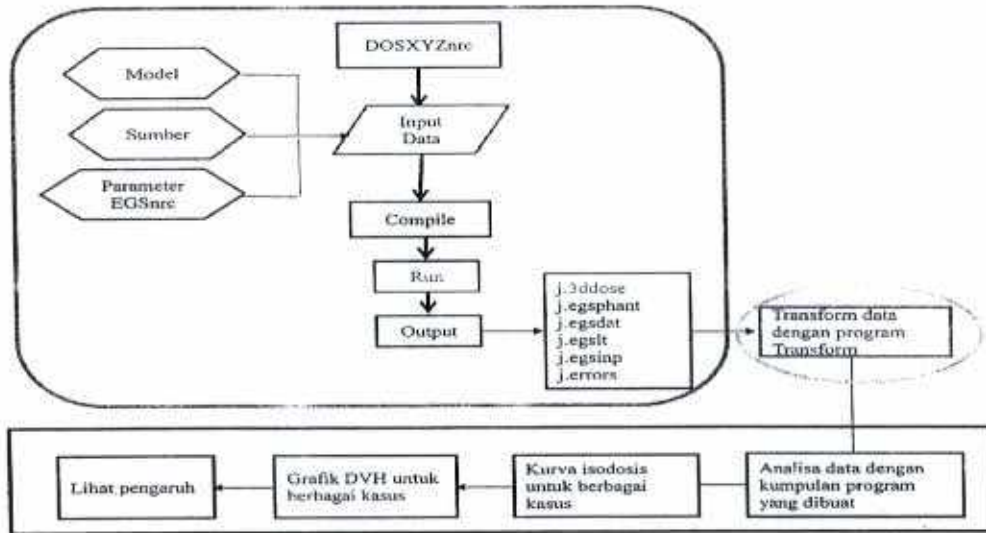 DOSXYZnrc
Model
Sumber
Parameter
EGSnrc
Input
Data
Compile
Run
Output
j.3ddose
j.egsphant
j.egsdat
j.egslt
j.egsinp
j.errors
Transform data
dengan program
Transform
Analisa data dengan
kumpulan program
yang dibuat
Kurva isodosis
untuk berbagai
kasus
Grafik DVH untuk
berbagai kasus
Lihat pengaruh